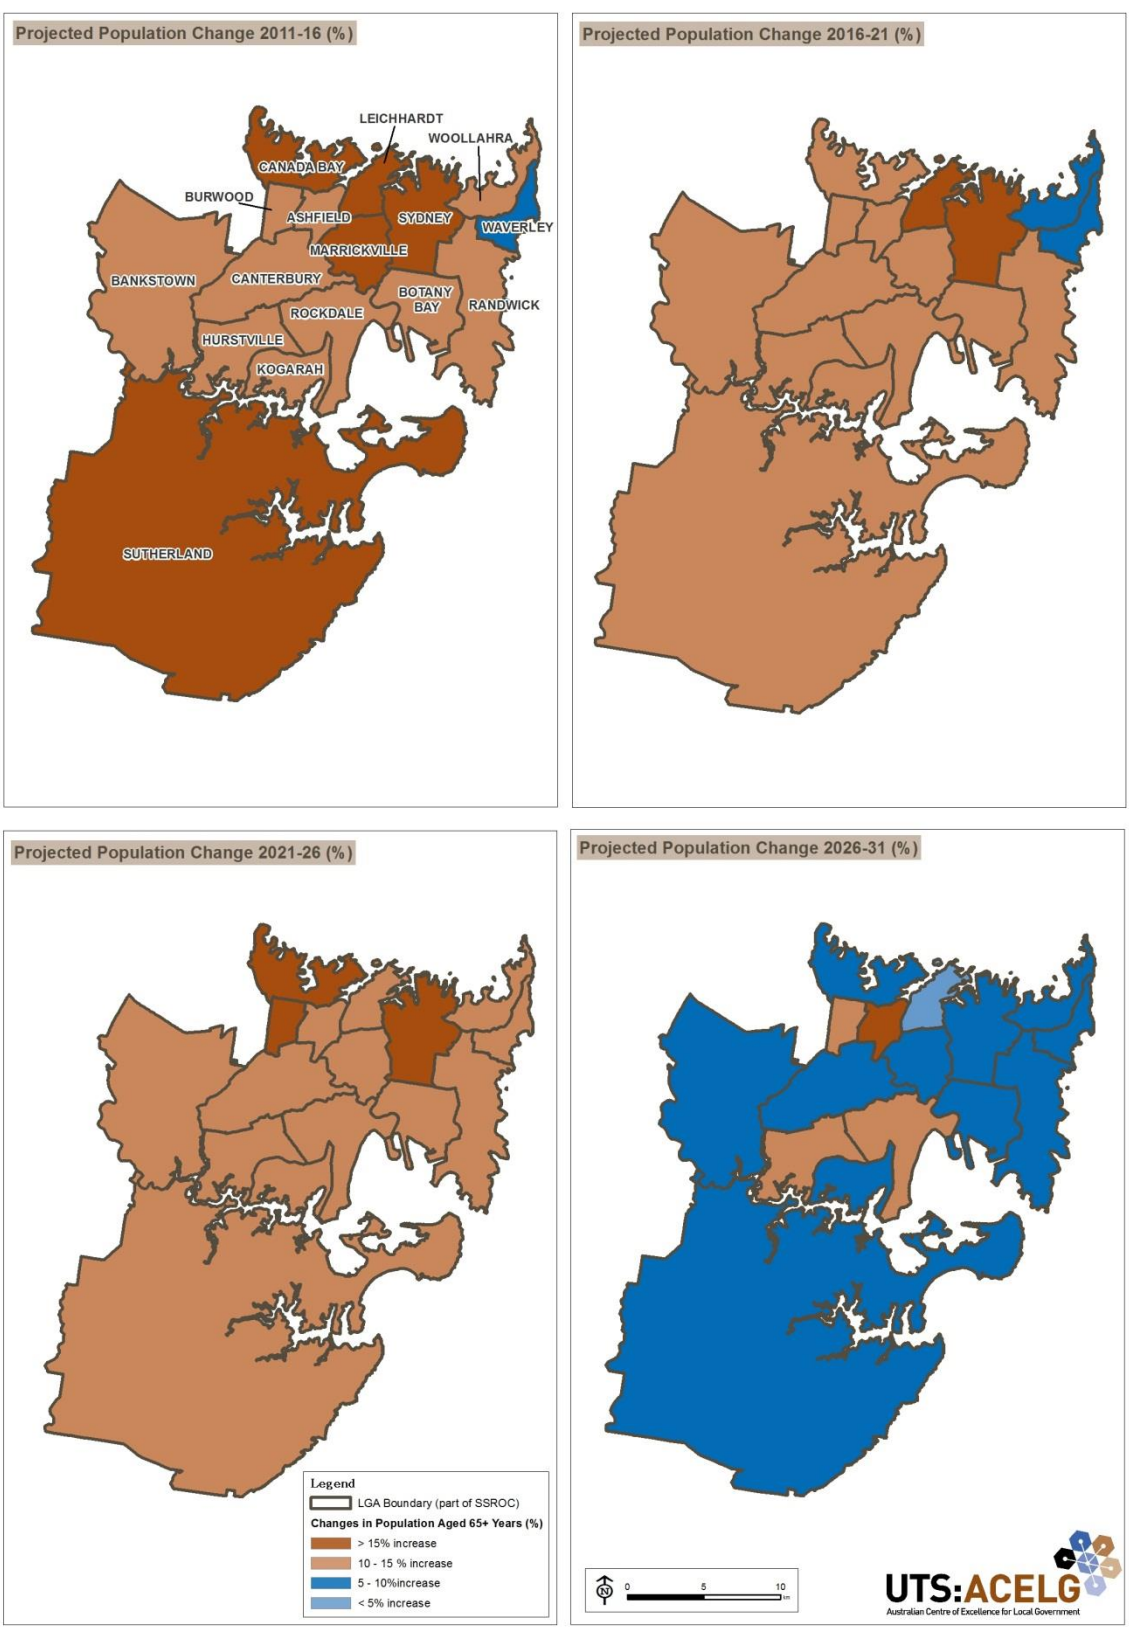 Projected Population Change 2011-16 (%)
LEICHHARDT
WOOLLAHRA
CANADA BAY
BURWOOD
ASHFIELD
SYDNEY
WAVERLEY
MARRICKVILLE
BANKSTOWN
CANTERBURY
BOTANY
BAY
RANDWICK
ROCKDALE
HURSTVILLE
KOGARAH
SUTHERLAND
Projected Population Change 2016-21 (%)
Projected Population Change 2021-26 (%)
Legend
LGA Boundary (part of SSROC)
Changes in Population Aged 65+ Years (%)
> 15% increase
10 - 15 % increase
5 - 10%increase
< 5% increase
Projected Population Change 2026-31 (%)
N
0 5 10
km
UTS:ACELG
Australian Centre of Excellence for Local Government